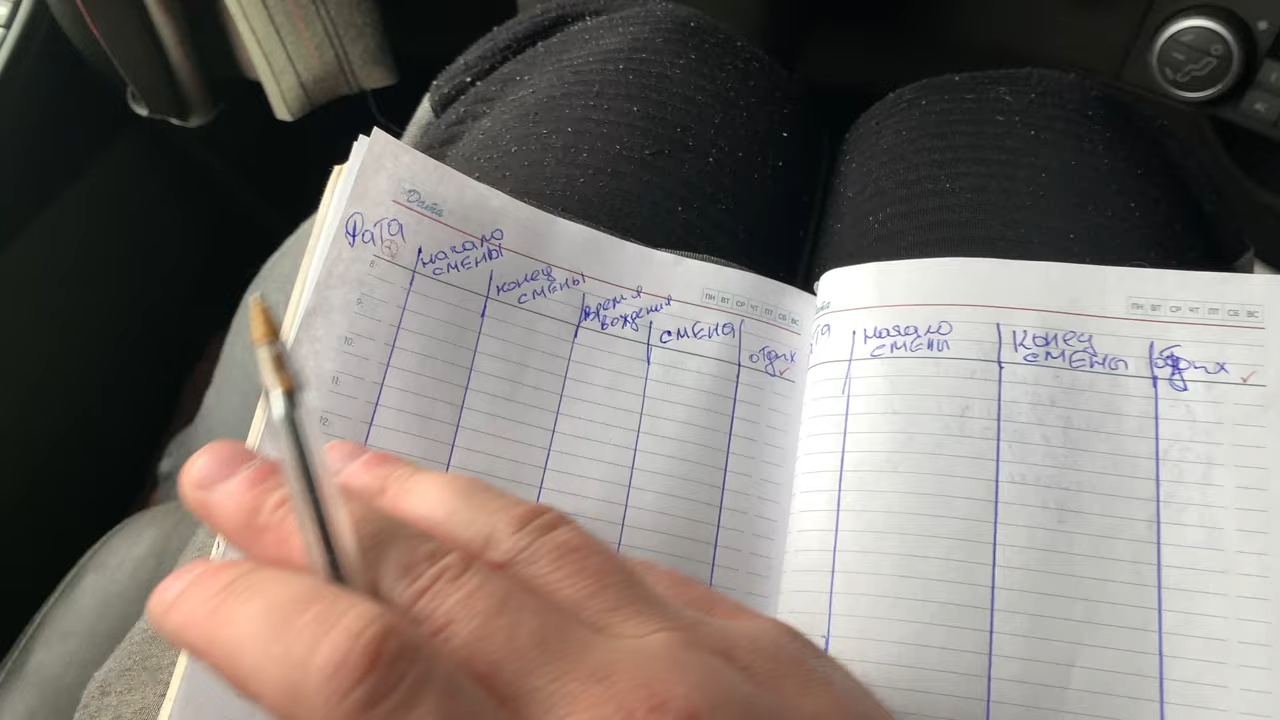 Дата
Дата
начало
смены
конец
смены
время
вождения
смена
отдых
8:
9:
10:
11:
12:
ПН ВТ СР ЧТ ПТ СБ ВС
ПН ВТ СР ЧТ ПТ СБ ВС
начало
смены
конец
смены
отдых